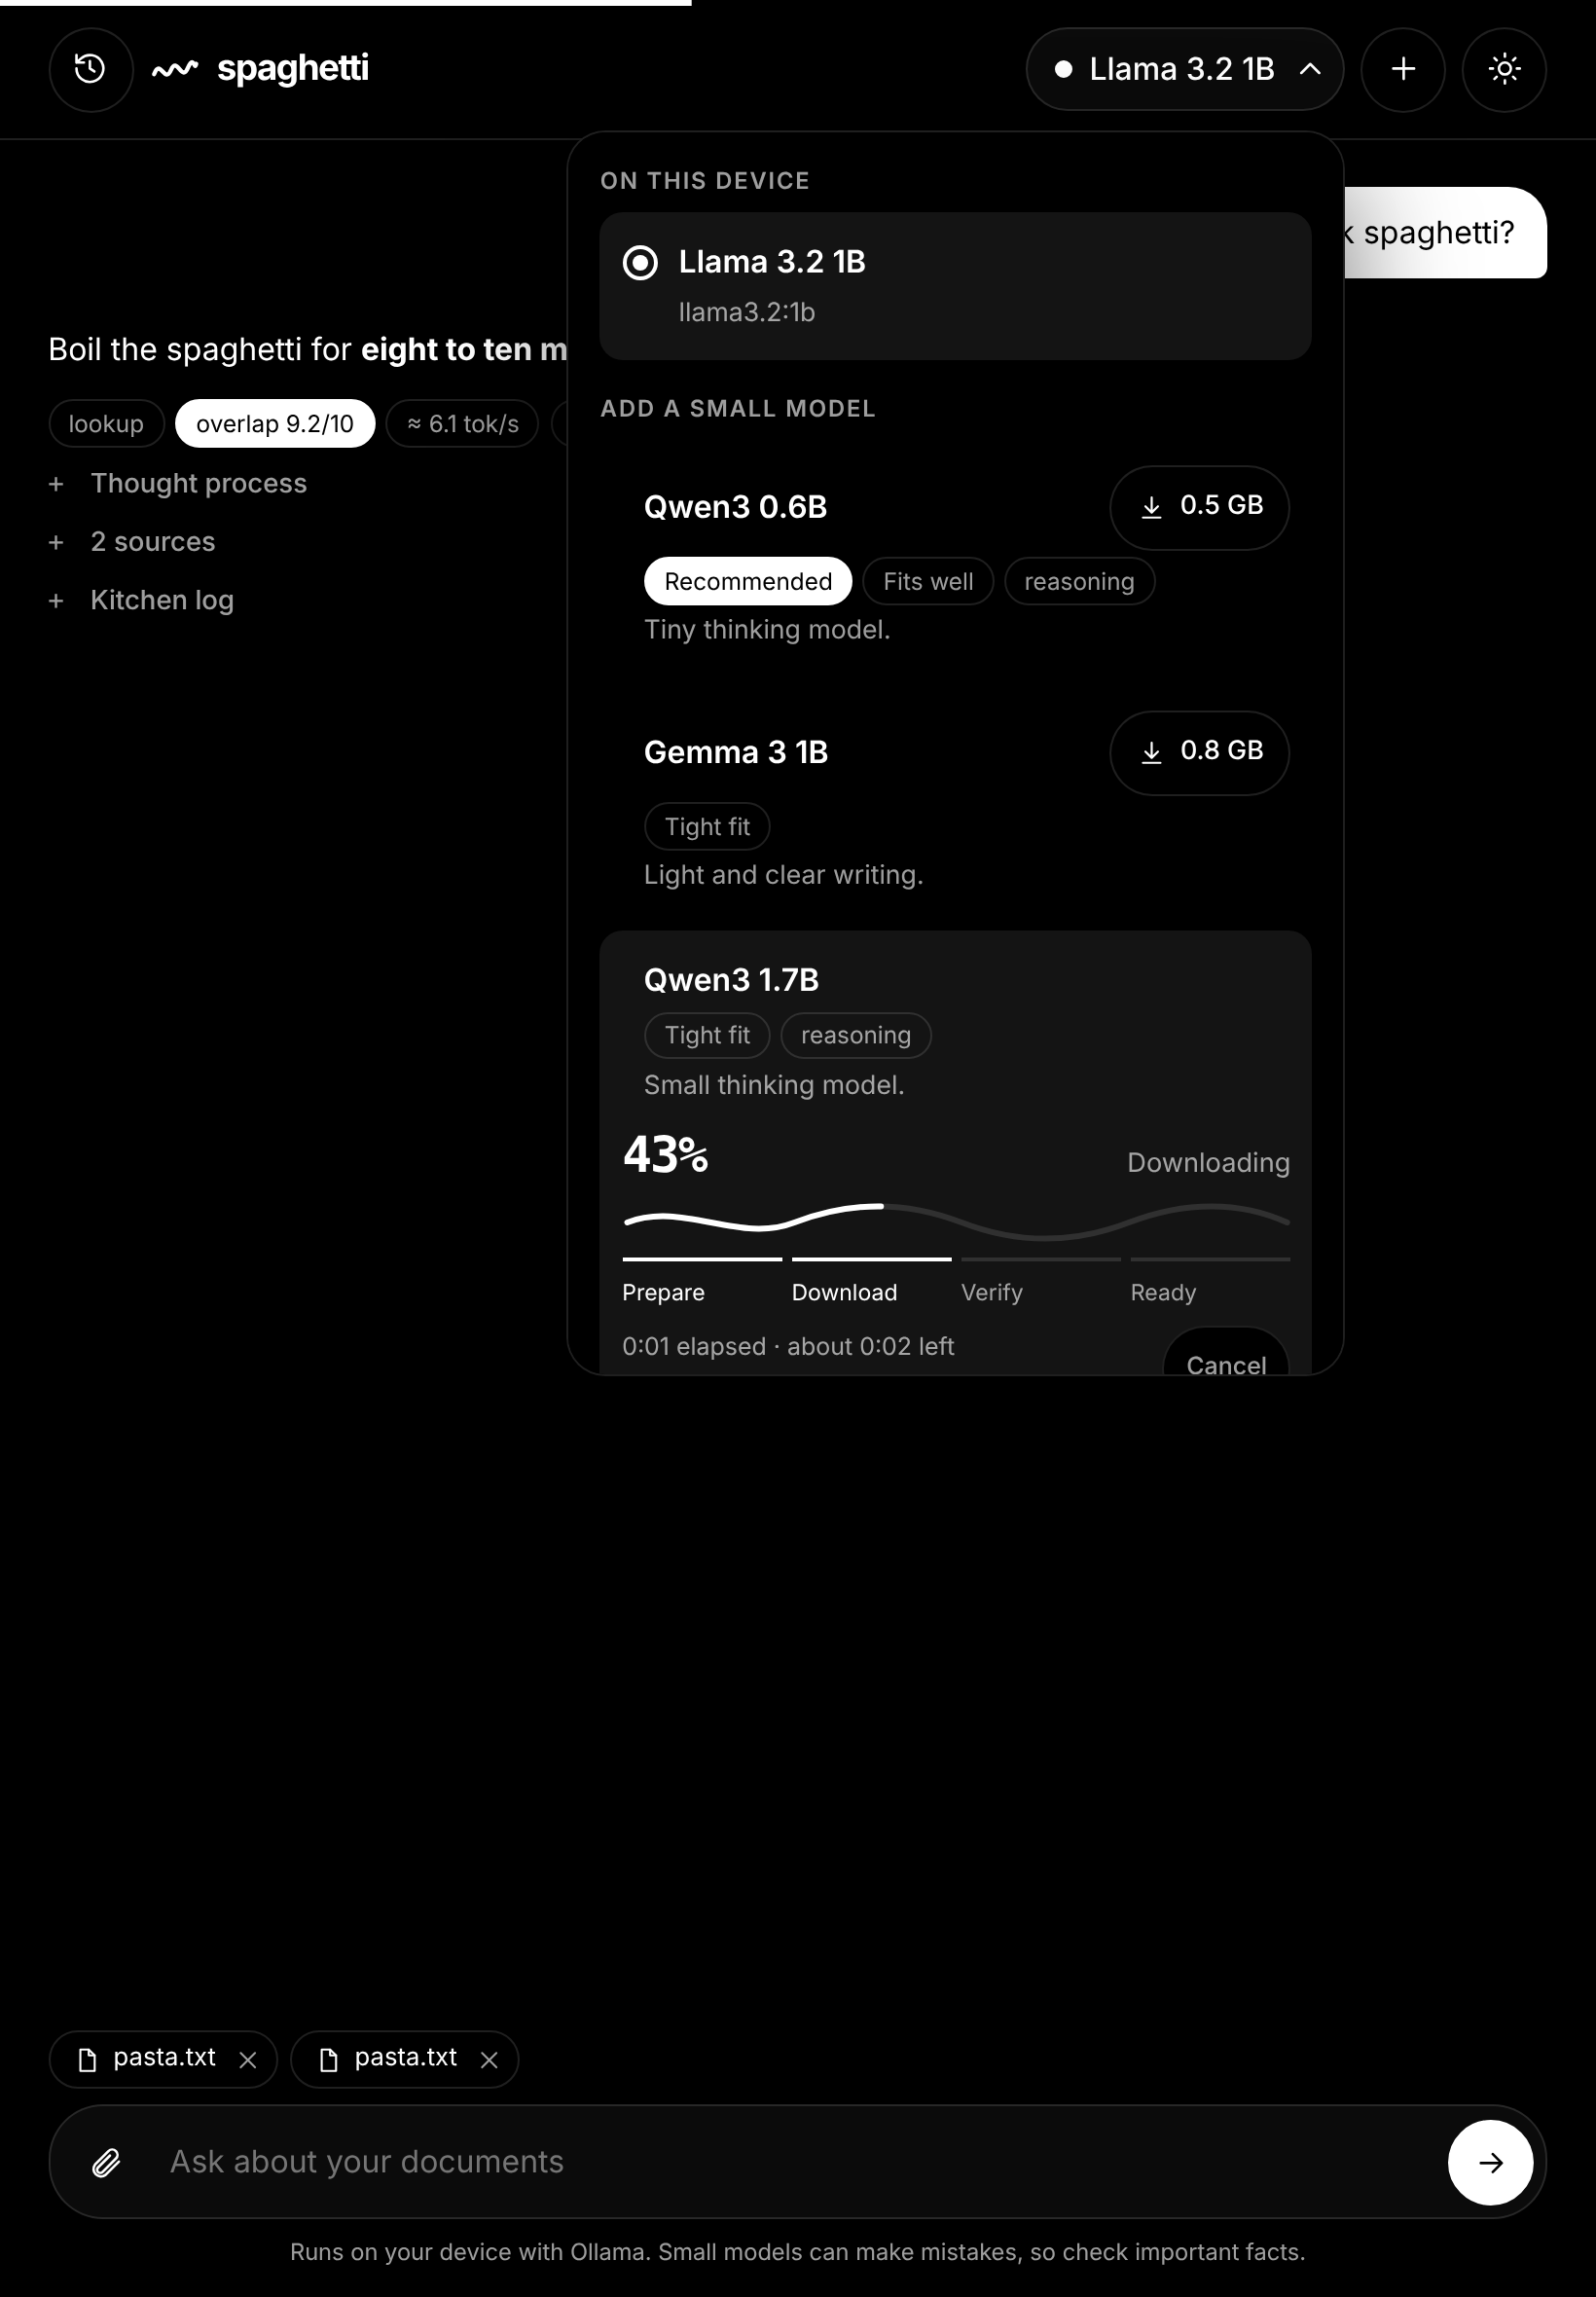 spaghetti
Llama 3.2 1B
ON THIS DEVICE
Llama 3.2 1B
llama3.2:1b
spaghetti?
Boil the spaghetti for eight to ten
lookup
overlap 9.2/10
≈ 6.1 tok/s
+ Thought process
+ 2 sources
+ Kitchen log
ADD A SMALL MODEL
Qwen3 0.6B
0.5 GB
Recommended
Fits well
reasoning
Tiny thinking model.
Gemma 3 1B
0.8 GB
Tight fit
Light and clear writing.
Qwen3 1.7B
Tight fit
reasoning
Small thinking model.
43%
Downloading
Prepare
Download
Verify
Ready
0:01 elapsed · about 0:02 left
Cancel
pasta.txt
pasta.txt
Ask about your documents
Runs on your device with Ollama. Small models can make mistakes, so check important facts.